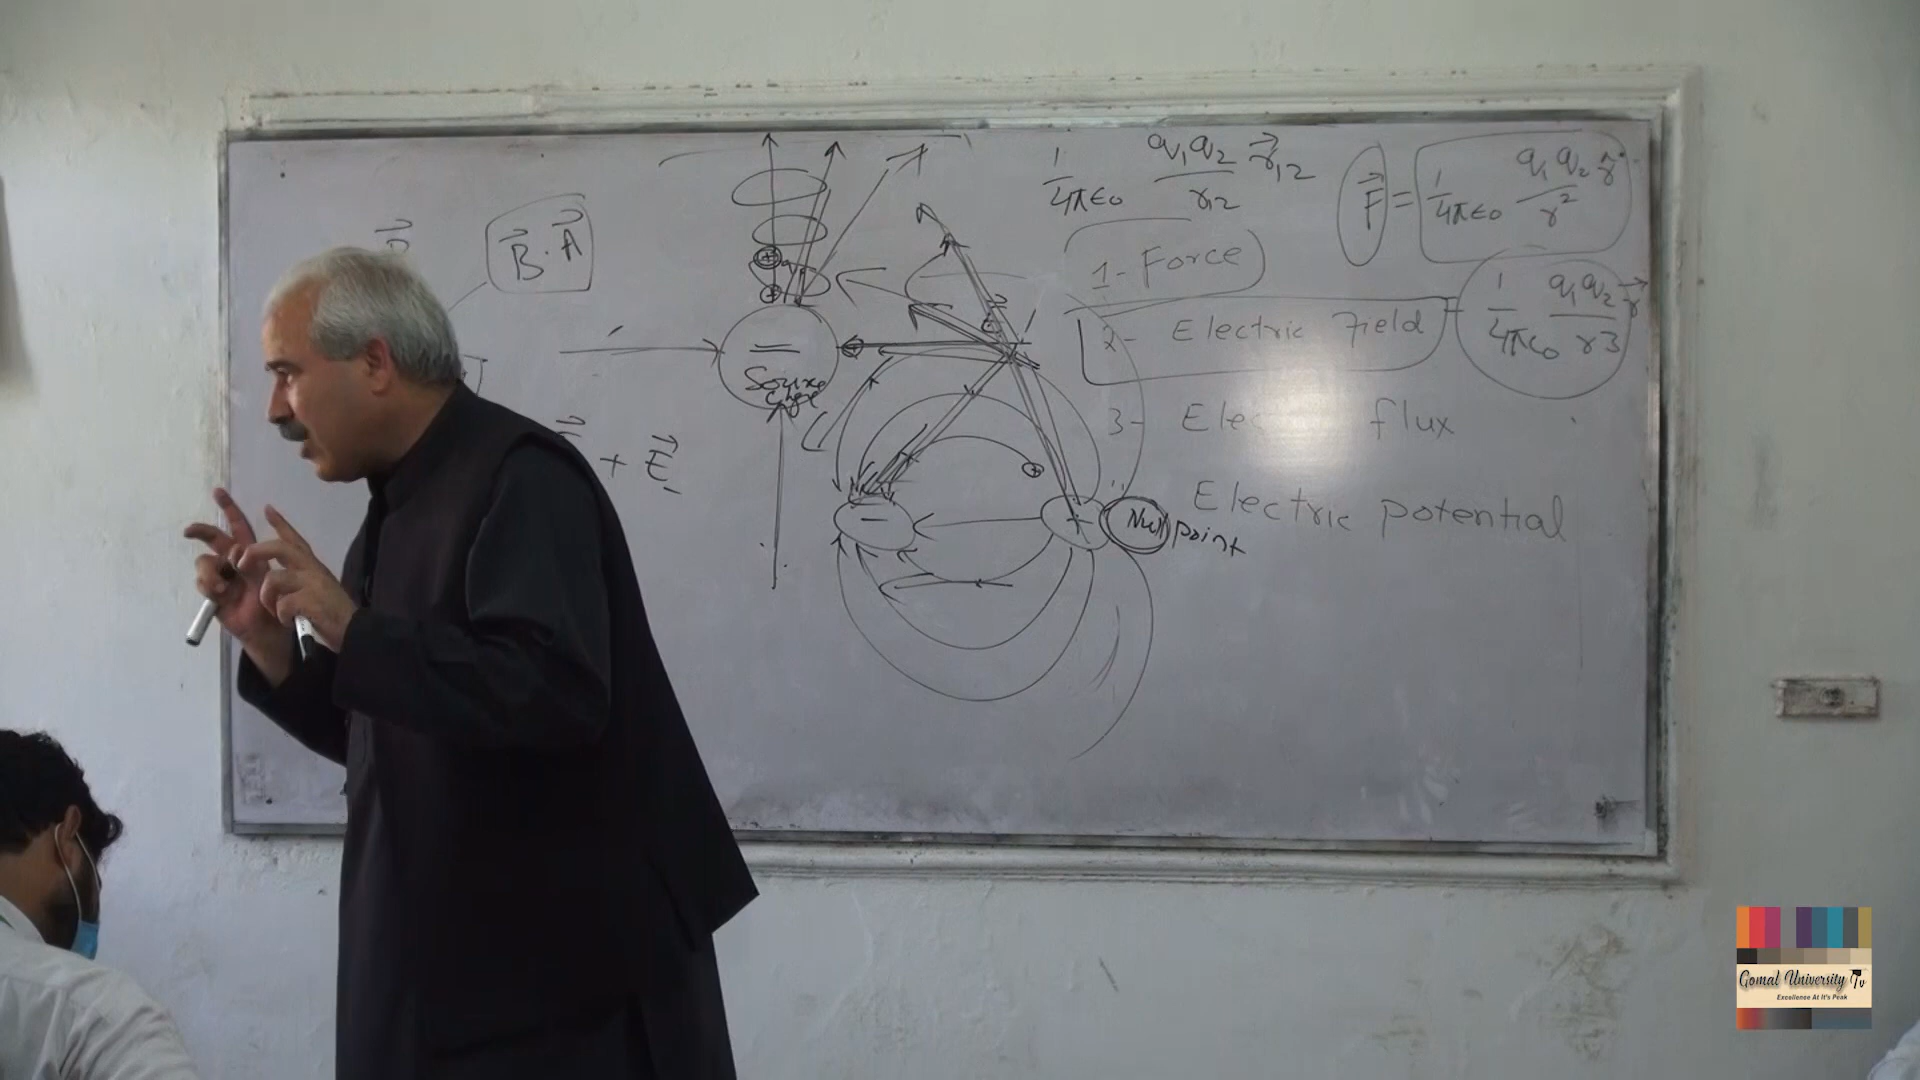 1/4πε₀ q₁q₂/r₁₂ r⃗₁₂
F⃗ = 1/4πε₀ q₁q₂/r² r̂
B⃗ · A⃗
1- Force
2- Electric Field = 1/4πε₀ q₁q₂/r3 r⃗
Source
3- flux
+ E⃗
Electric potential
Null point
Gomal University Tv
Excellence At It's Peak